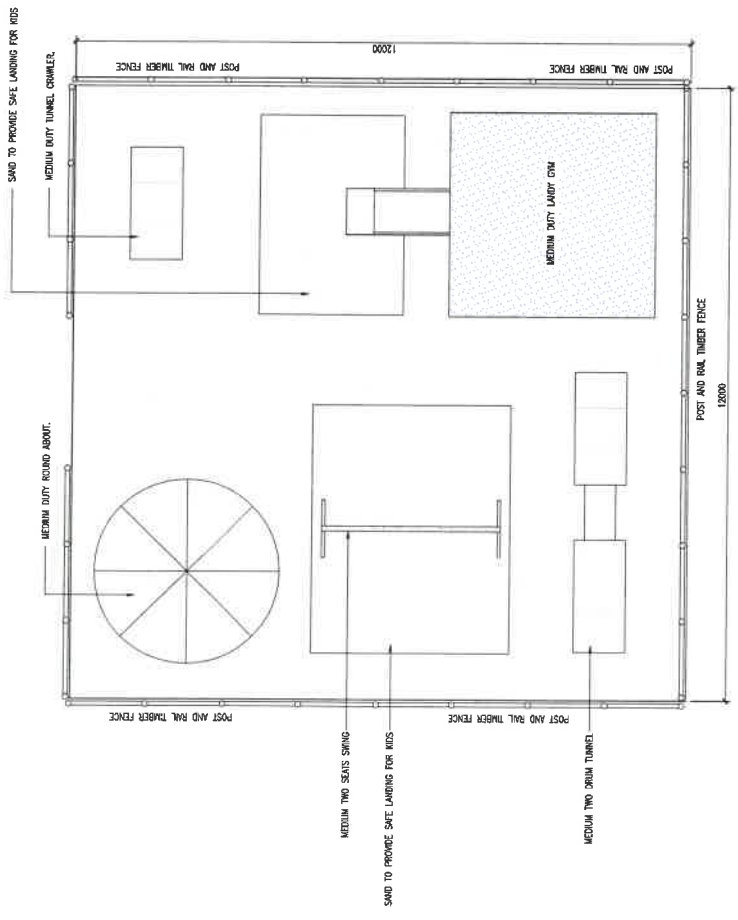 SAND TO PROVIDE SAFE LANDING FOR KIDS
MEDIUM DUTY TUNNEL CRAWLER.
12000
POST AND RAIL TIMBER FENCE
POST AND RAIL TIMBER FENCE
MEDIUM DUTY LANDY GYM
MEDIUM DUTY ROUND ABOUT.
POST AND RAIL TIMBER FENCE
12000
POST AND RAIL TIMBER FENCE
POST AND RAIL TIMBER FENCE
MEDIUM TWO SEATS SWING
SAND TO PROVIDE SAFE LANDING FOR KIDS
MEDIUM TWO DRUM TUNNEL